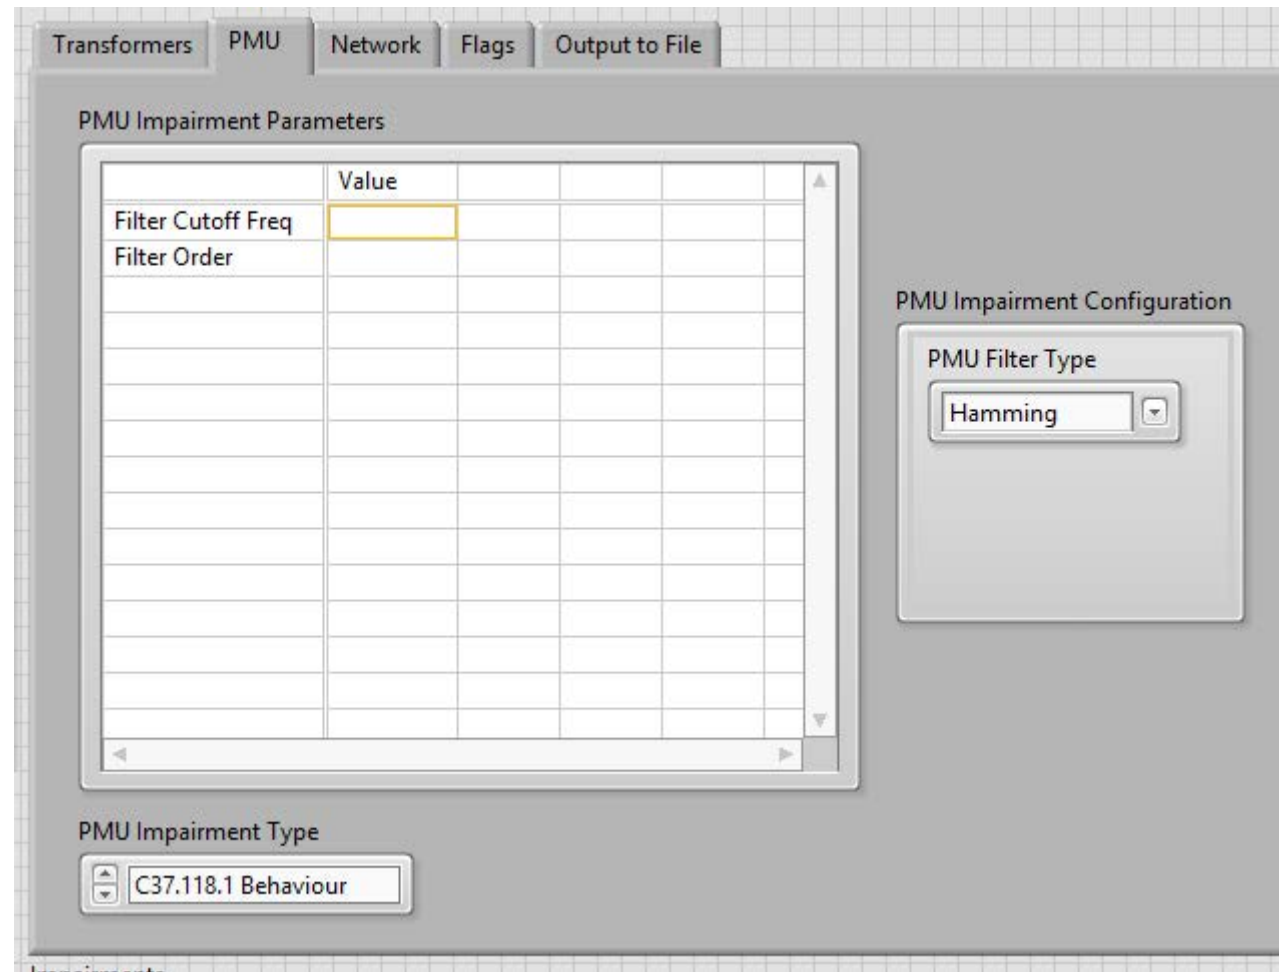 Transformers PMU Network Flags Output to File
PMU Impairment Parameters
Value
Filter Cutoff Freq
Filter Order
PMU Impairment Configuration
PMU Filter Type
Hamming
PMU Impairment Type
C37.118.1 Behaviour